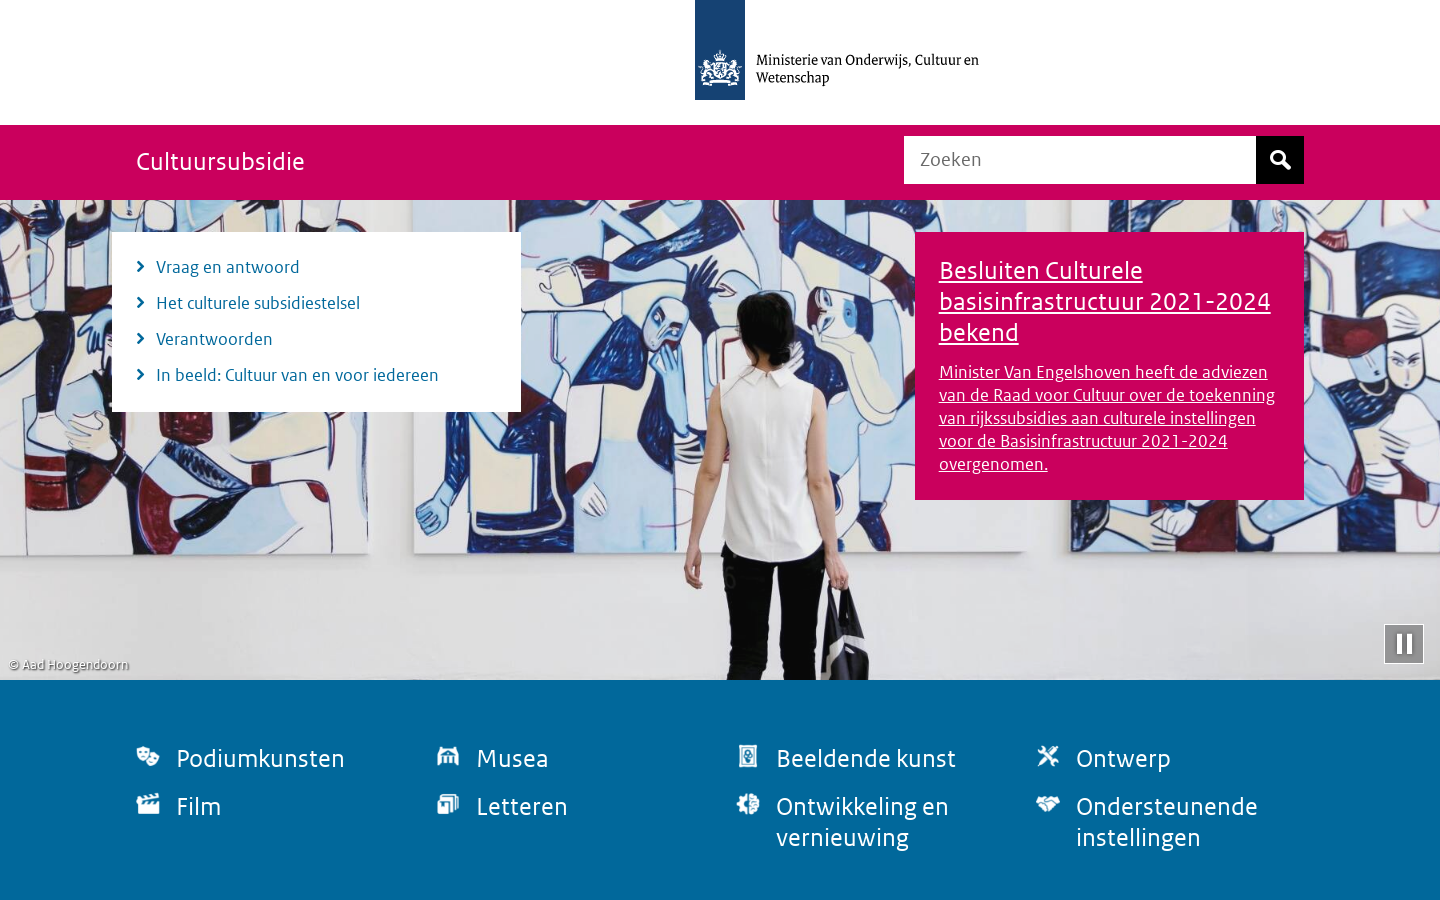 Ministerie van Onderwijs, Cultuur en
Wetenschap
Cultuursubsidie
Zoeken
Vraag en antwoord
Het culturele subsidiestelsel
Verantwoorden
In beeld: Cultuur van en voor iedereen
Besluiten Culturele
basisinfrastructuur 2021-2024
bekend
Minister Van Engelshoven heeft de adviezen
van de Raad voor Cultuur over de toekenning
van rijkssubsidies aan culturele instellingen
voor de Basisinfrastructuur 2021-2024
overgenomen.
© Aad Hoogendoorn
Podiumkunsten
Musea
Beeldende kunst
Ontwerp
Film
Letteren
Ontwikkeling en
vernieuwing
Ondersteunende
instellingen